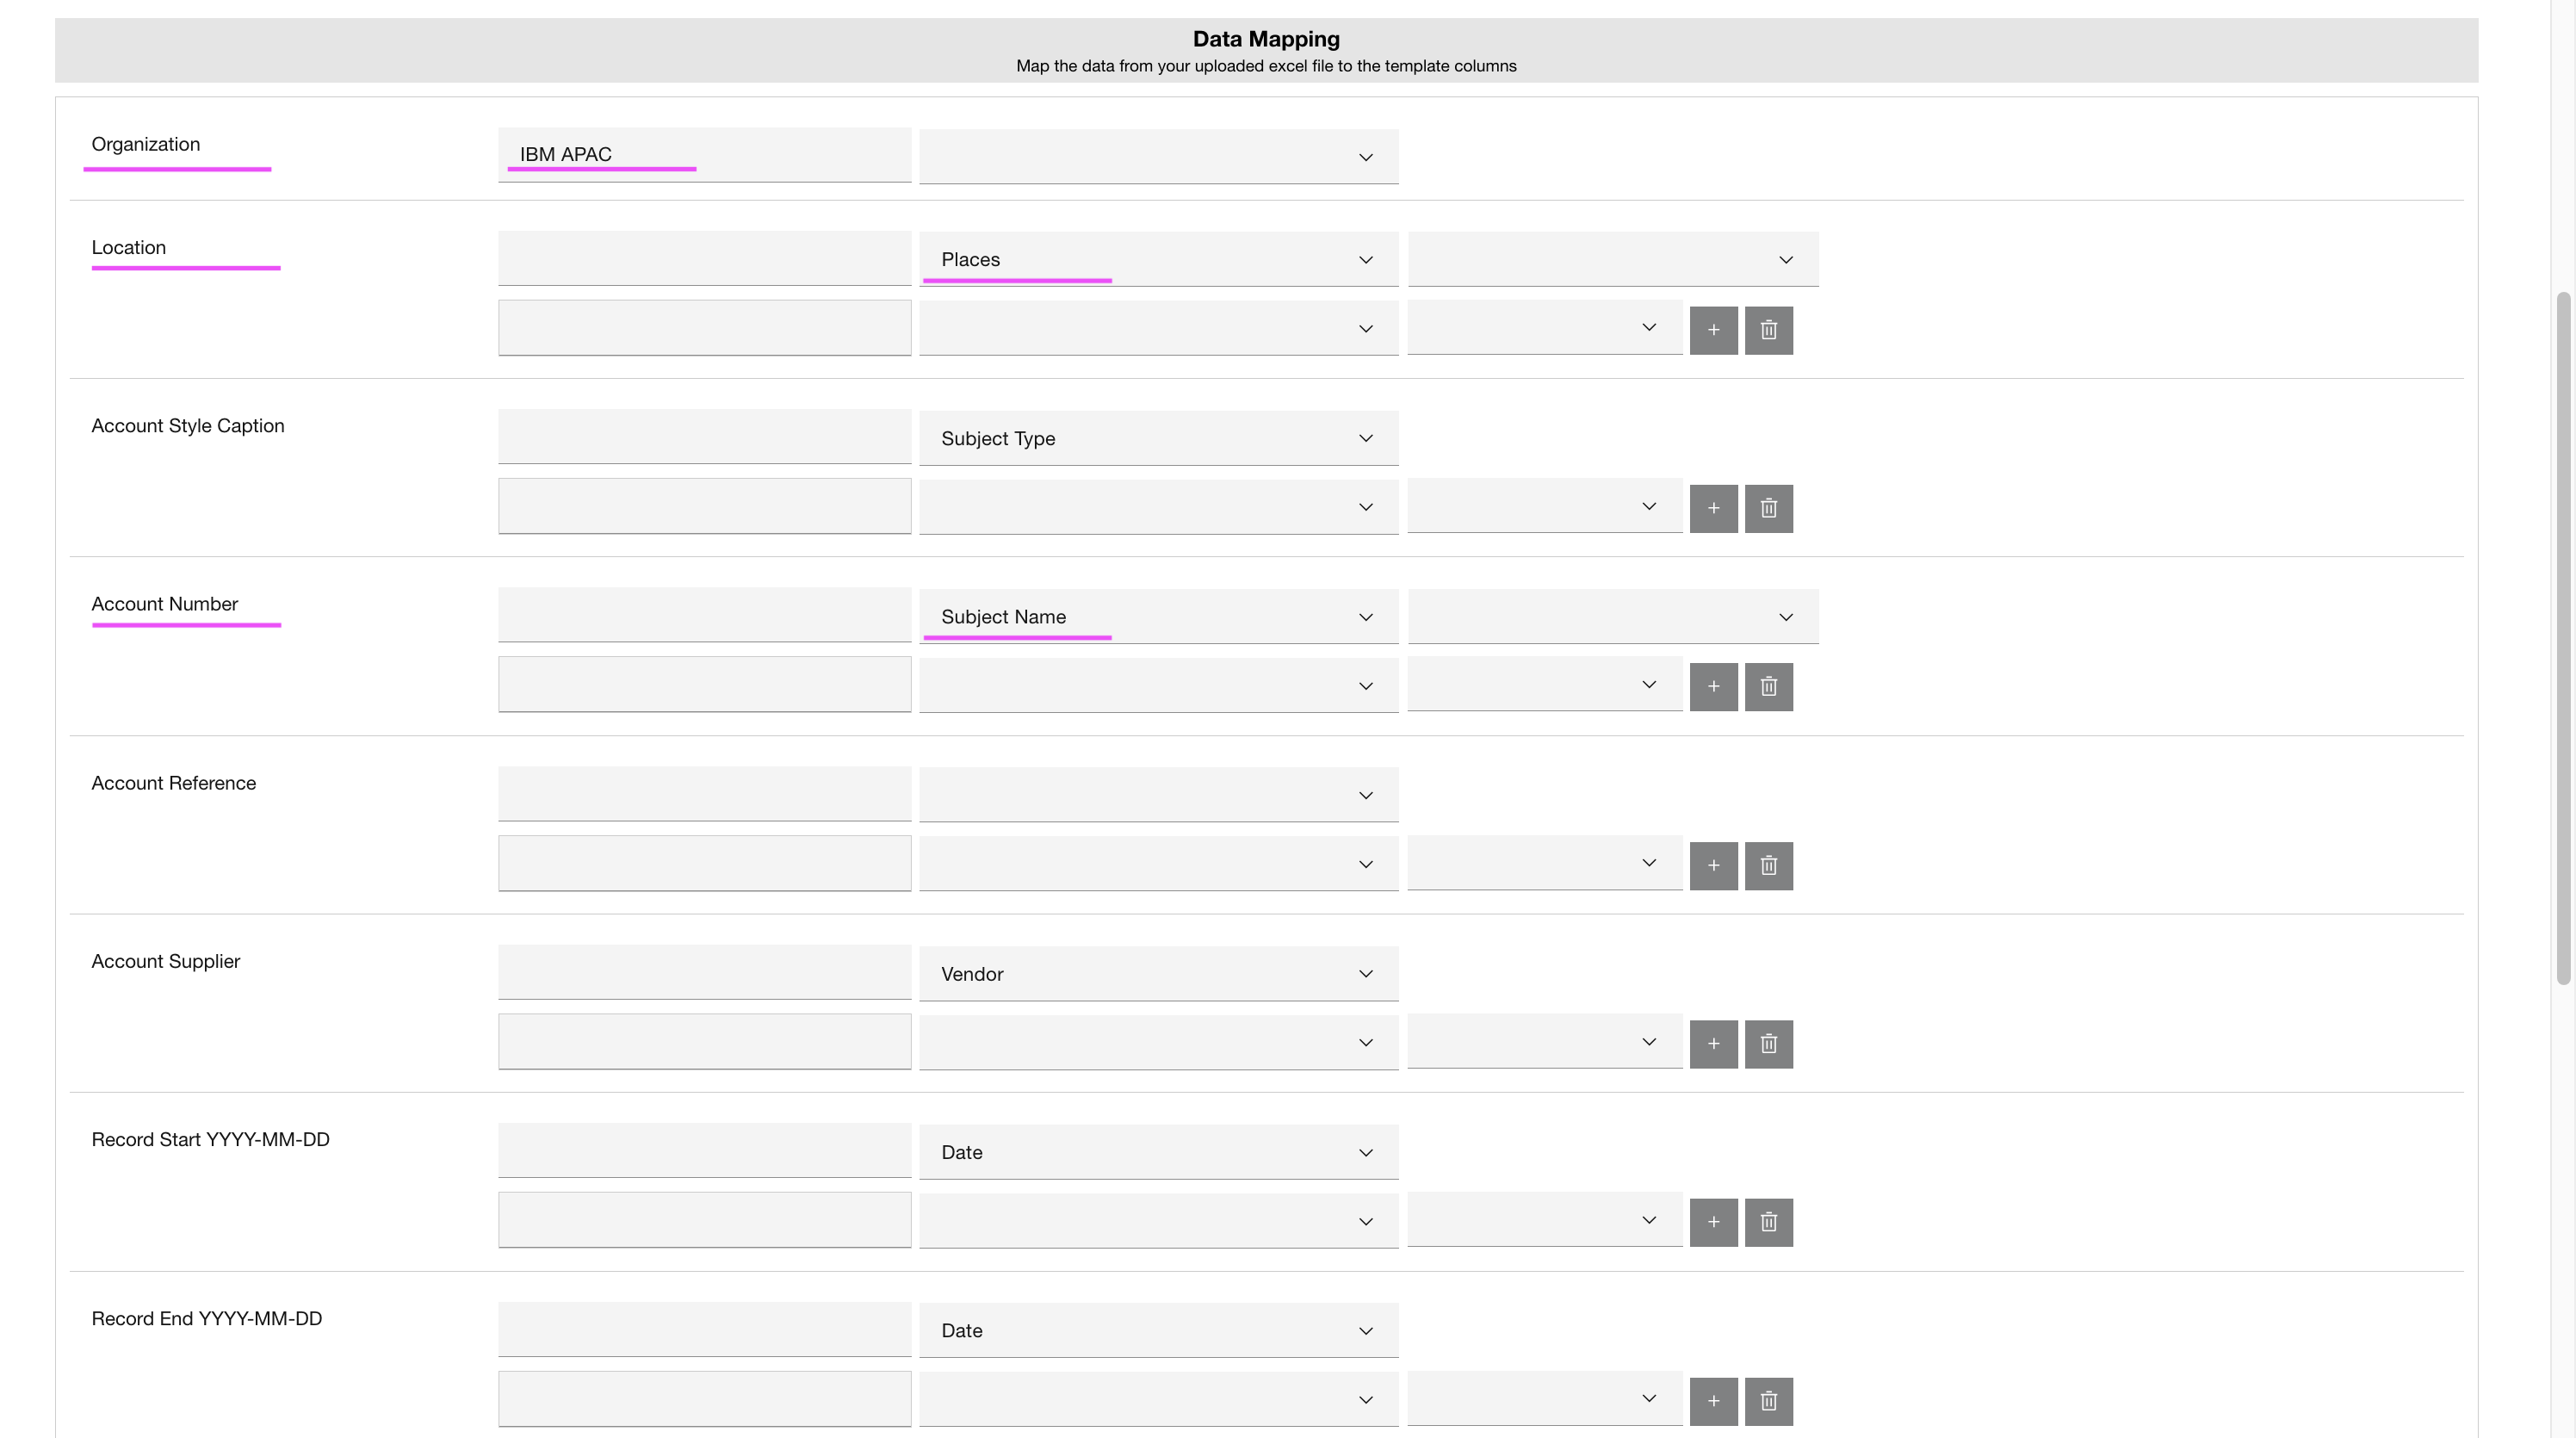 Data Mapping
Map the data from your uploaded excel file to the template columns
Organization
IBM APAC
Location
Places
Account Style Caption
Subject Type
Account Number
Subject Name
Account Reference
Account Supplier
Vendor
Record Start YYYY-MM-DD
Date
Record End YYYY-MM-DD
Date